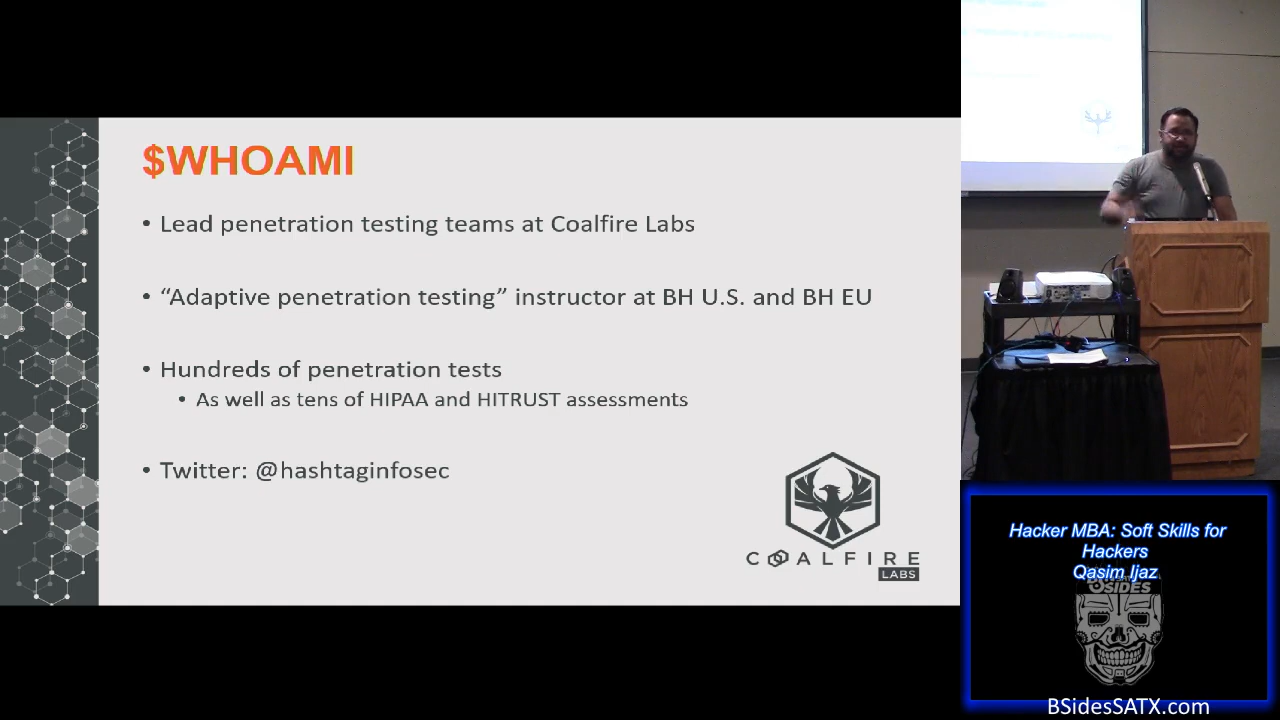 $WHOAMI
• Lead penetration testing teams at Coalfire Labs
• “Adaptive penetration testing” instructor at BH U.S. and BH EU
• Hundreds of penetration tests
• As well as tens of HIPAA and HITRUST assessments
• Twitter: @hashtaginfosec
COALFIRE
LABS
Hacker MBA: Soft Skills for
Hackers
Qasim Ijaz
BSIDES
BSidesSATX.com